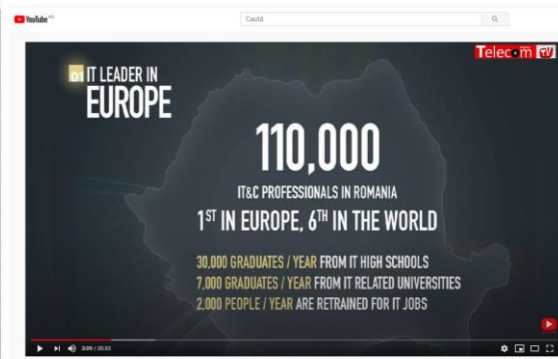 YouTube
Caută
Telecom TV
01 IT LEADER IN
EUROPE
110,000
IT&C PROFESSIONALS IN ROMANIA
1ST IN EUROPE, 6TH IN THE WORLD
30,000 GRADUATES / YEAR FROM IT HIGH SCHOOLS
7,000 GRADUATES / YEAR FROM IT RELATED UNIVERSITIES
2,000 PEOPLE / YEAR ARE RETRAINED FOR IT JOBS